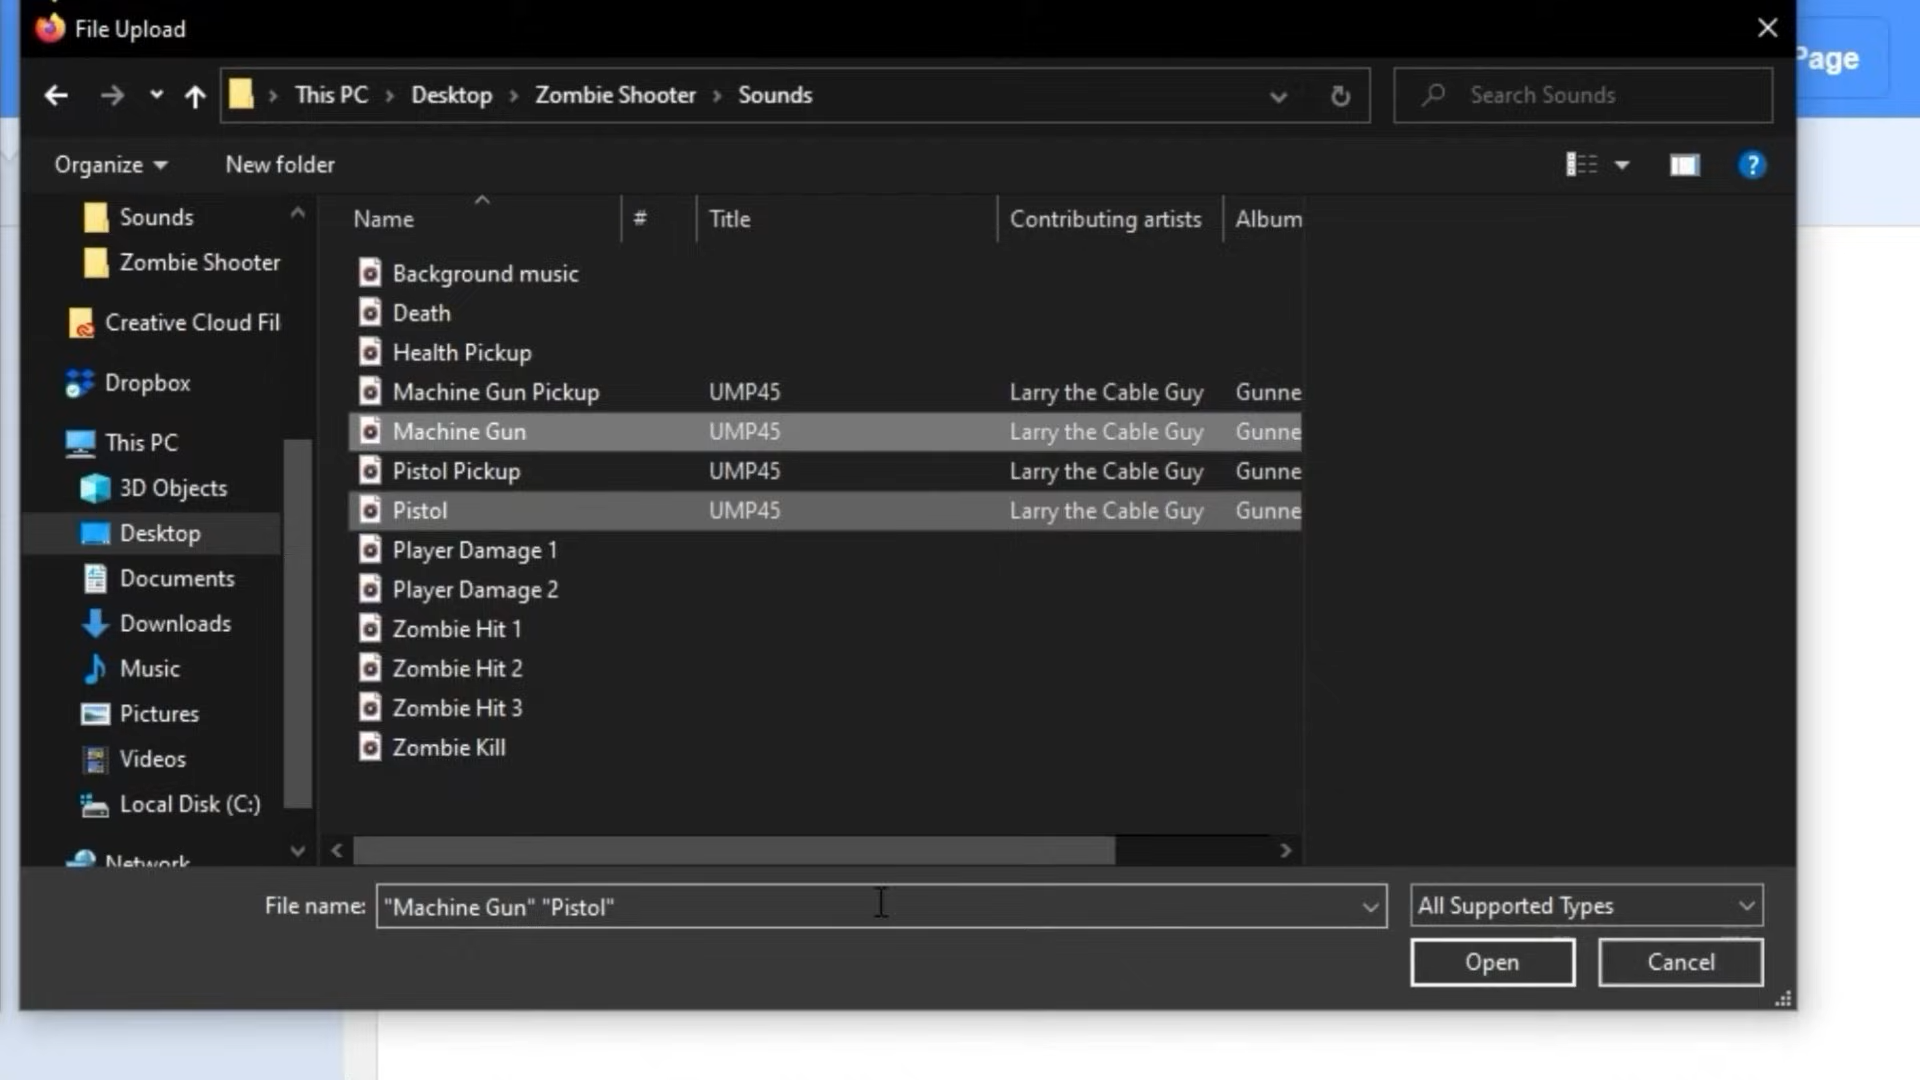 File Upload
Page
This PC > Desktop > Zombie Shooter > Sounds
Search Sounds
Organize
New folder
?
Sounds
Zombie Shooter
Creative Cloud Fil
Dropbox
This PC
3D Objects
Desktop
Documents
Downloads
Music
Pictures
Videos
Local Disk (C:)
Network
Name # Title Contributing artists Album
Background music
Death
Health Pickup
Machine Gun Pickup UMP45 Larry the Cable Guy Gunne
Machine Gun UMP45 Larry the Cable Guy Gunne
Pistol Pickup UMP45 Larry the Cable Guy Gunne
Pistol UMP45 Larry the Cable Guy Gunne
Player Damage 1
Player Damage 2
Zombie Hit 1
Zombie Hit 2
Zombie Hit 3
Zombie Kill
File name: "Machine Gun" "Pistol"
All Supported Types
Open
Cancel